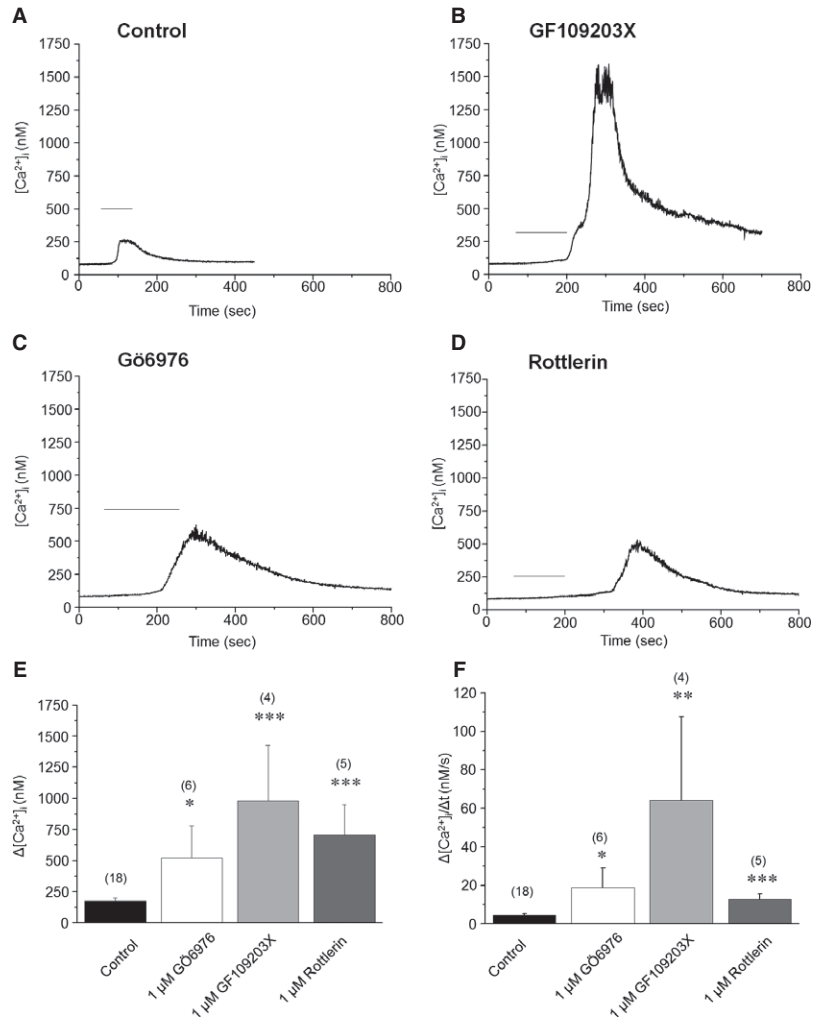 A
Control
1750
1500
1250
1000
750
500
250
0
[Ca²⁺]ᵢ (nM)
0 200 400 600 800
Time (sec)
B
GF109203X
1750
1500
1250
1000
750
500
250
0
[Ca²⁺]ᵢ (nM)
0 200 400 600 800
Time (sec)
C
Gö6976
1750
1500
1250
1000
750
500
250
0
[Ca²⁺]ᵢ (nM)
0 200 400 600 800
Time (sec)
D
Rottlerin
1750
1500
1250
1000
750
500
250
0
[Ca²⁺]ᵢ (nM)
0 200 400 600 800
Time (sec)
E
1750
1500
1250
1000
750
500
250
0
Δ[Ca²⁺]ᵢ (nM)
(18)
(6)
*
(4)
***
(5)
***
Control
1 µM GÖ6976
1 µM GF109203X
1 µM Rottlerin
F
120
100
80
60
40
20
0
Δ[Ca²⁺]ᵢ/Δt (nM/s)
(18)
(6)
*
(4)
**
(5)
***
Control
1 µM GÖ6976
1 µM GF109203X
1 µM Rottlerin